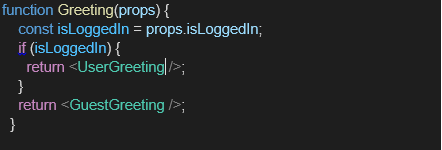 function Greeting(props) {
    const isLoggedIn = props.isLoggedIn;
    if (isLoggedIn) {
      return <UserGreeting />;
    }
    return <GuestGreeting />;
  }